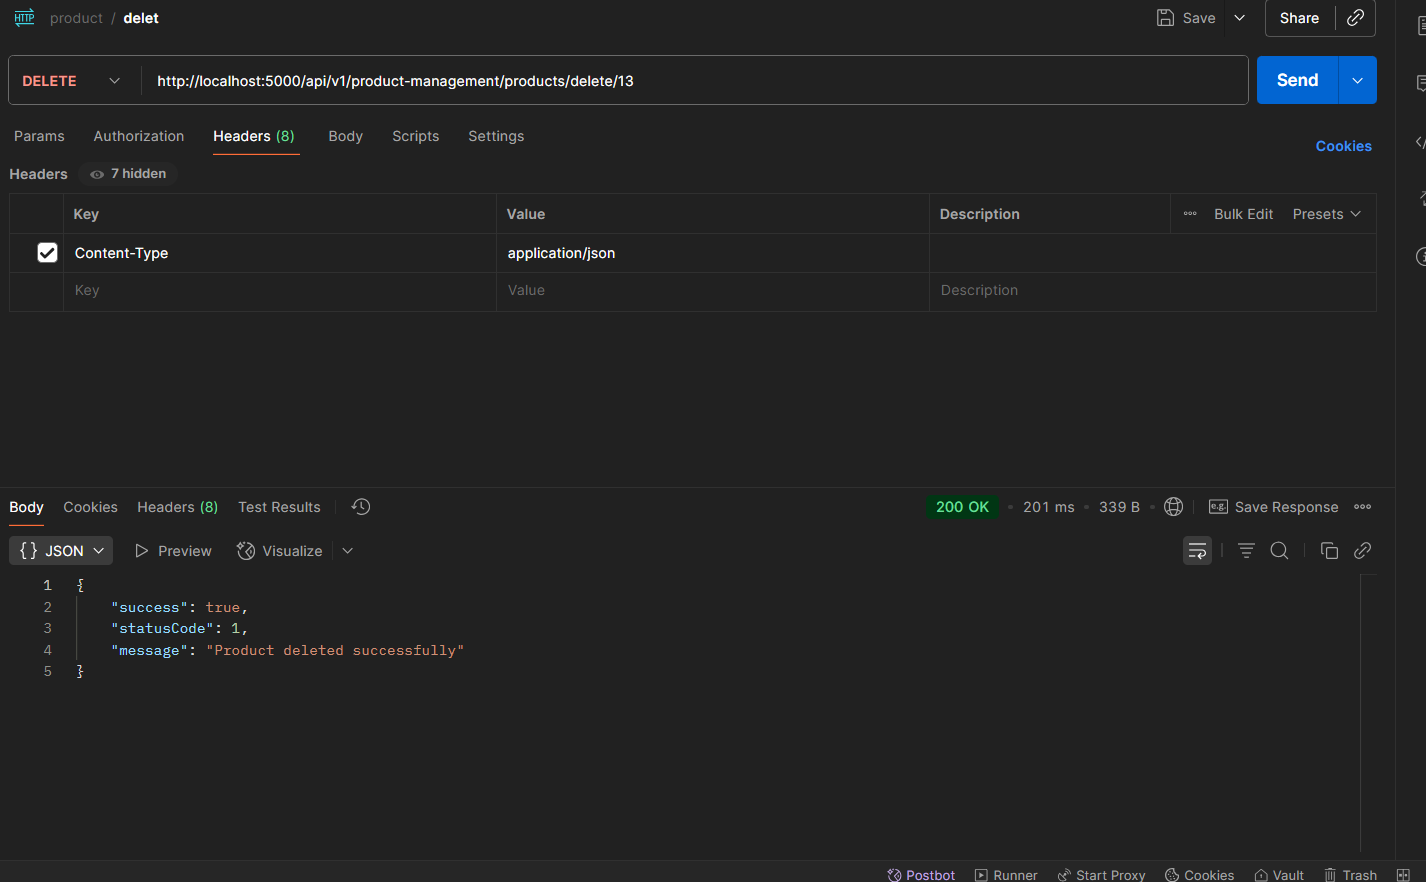 HTTP product / delet Save Share
DELETE http://localhost:5000/api/v1/product-management/products/delete/13 Send
Params Authorization Headers (8) Body Scripts Settings
Cookies
Headers 7 hidden
Key Value Description Bulk Edit Presets
Content-Type application/json
Key Value Description
Body Cookies Headers (8) Test Results 200 OK 201 ms 339 B e.g. Save Response
{} JSON Preview Visualize
1 {
2 "success": true,
3 "statusCode": 1,
4 "message": "Product deleted successfully"
5 }
Postbot Runner Start Proxy Cookies Vault Trash